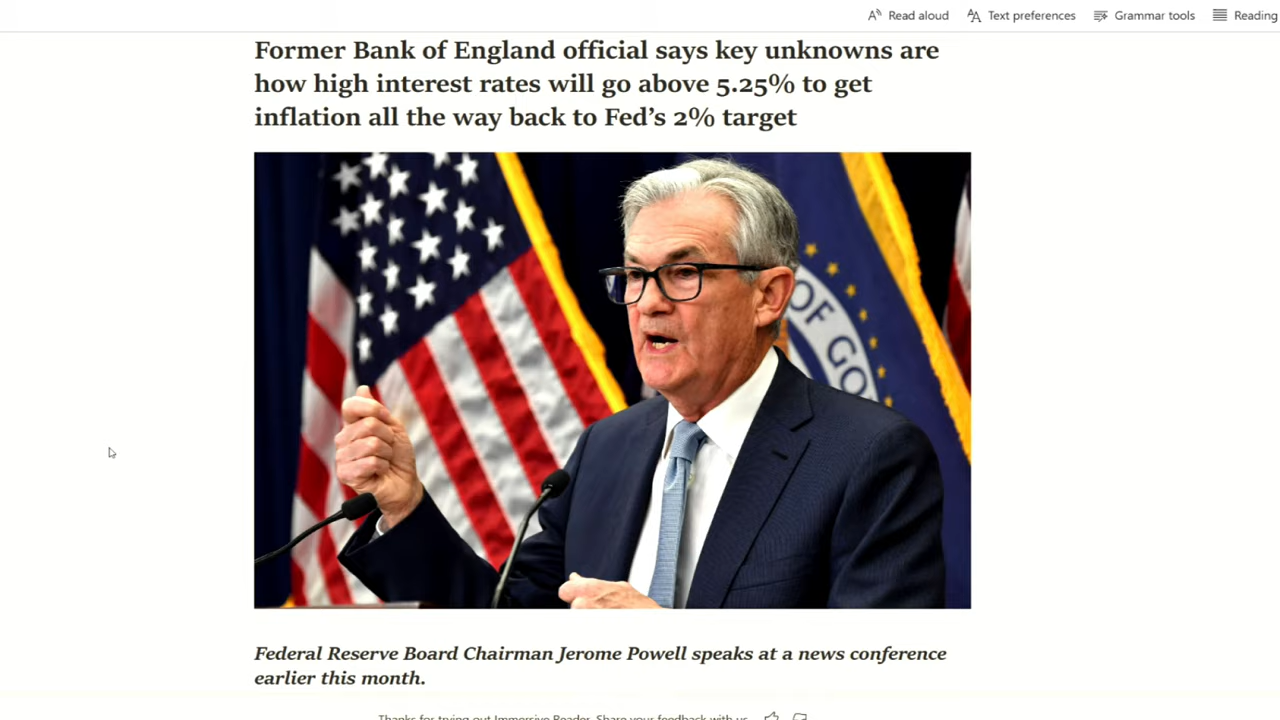 Read aloud
Text preferences
Grammar tools
Reading
Former Bank of England official says key unknowns are
how high interest rates will go above 5.25% to get
inflation all the way back to Fed’s 2% target
OF GO
Federal Reserve Board Chairman Jerome Powell speaks at a news conference
earlier this month.
Thanks for trying out Immersive Reader. Share your feedback with us.